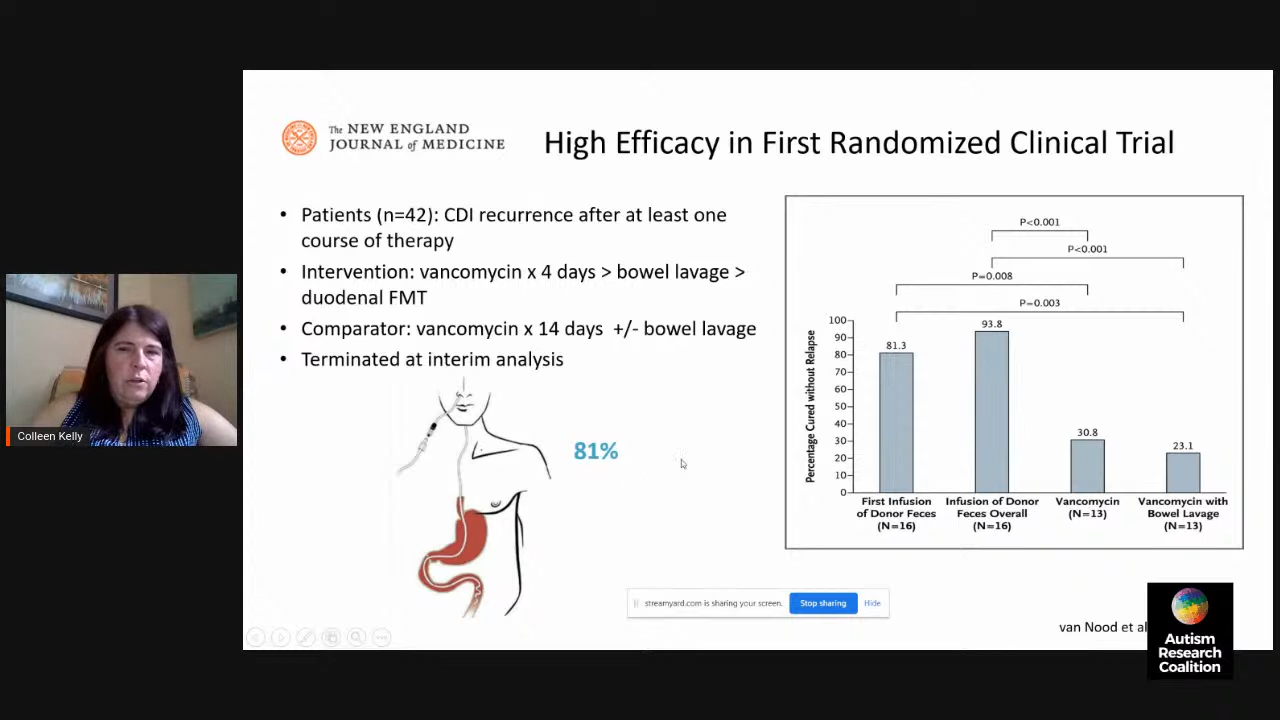 The NEW ENGLAND
JOURNAL of MEDICINE
High Efficacy in First Randomized Clinical Trial
• Patients (n=42): CDI recurrence after at least one
course of therapy
• Intervention: vancomycin x 4 days > bowel lavage >
duodenal FMT
• Comparator: vancomycin x 14 days +/- bowel lavage
• Terminated at interim analysis
81%
P<0.001
P<0.001
P=0.008
P=0.003
Percentage Cured without Relapse
100
90
80
70
60
50
40
30
20
10
0
81.3
93.8
30.8
23.1
First Infusion
of Donor Feces
(N=16)
Infusion of Donor
Feces Overall
(N=16)
Vancomycin
(N=13)
Vancomycin with
Bowel Lavage
(N=13)
Colleen Kelly
streamyard.com is sharing your screen.
Stop sharing
Hide
van Nood et al
Autism
Research
Coalition